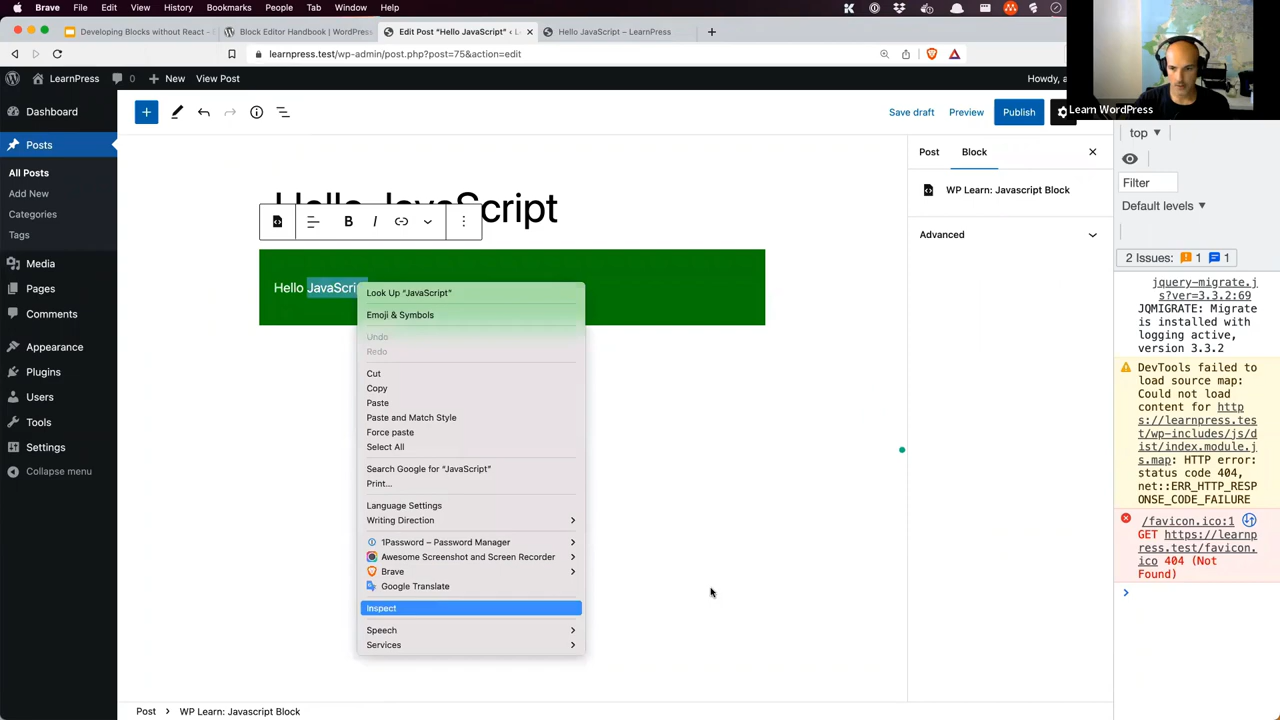 Brave File Edit View History Bookmarks People Tab Window Help
Developing Blocks without React –
Block Editor Handbook | WordPress
Edit Post “Hello JavaScript” ‹ L
Hello JavaScript – LearnPress
learnpress.test/wp-admin/post.php?post=75&action=edit
LearnPress 0 New View Post
Howdy, a
Learn WordPress
Dashboard
Posts
All Posts
Add New
Categories
Tags
Media
Pages
Comments
Appearance
Plugins
Users
Tools
Settings
Collapse menu
Save draft Preview Publish
Hello JavaScript
B I
Hello JavaScrip
Look Up “JavaScript”
Emoji & Symbols
Undo
Redo
Cut
Copy
Paste
Paste and Match Style
Force paste
Select All
Search Google for “JavaScript”
Print...
Language Settings
Writing Direction
1Password – Password Manager
Awesome Screenshot and Screen Recorder
Brave
Google Translate
Inspect
Speech
Services
Post Block
WP Learn: Javascript Block
Advanced
Post WP Learn: Javascript Block
top
Filter
Default levels
2 Issues: 1 1
jquery-migrate.j
s?ver=3.3.2:69
JQMIGRATE: Migrate
is installed with
logging active,
version 3.3.2
DevTools failed to
load source map:
Could not load
content for http
s://learnpress.tes
t/wp-includes/js/d
ist/index.module.j
s.map: HTTP error:
status code 404,
net::ERR_HTTP_RESP
ONSE_CODE_FAILURE
/favicon.ico:1
GET https://learnp
ress.test/favicon.
ico 404 (Not
Found)